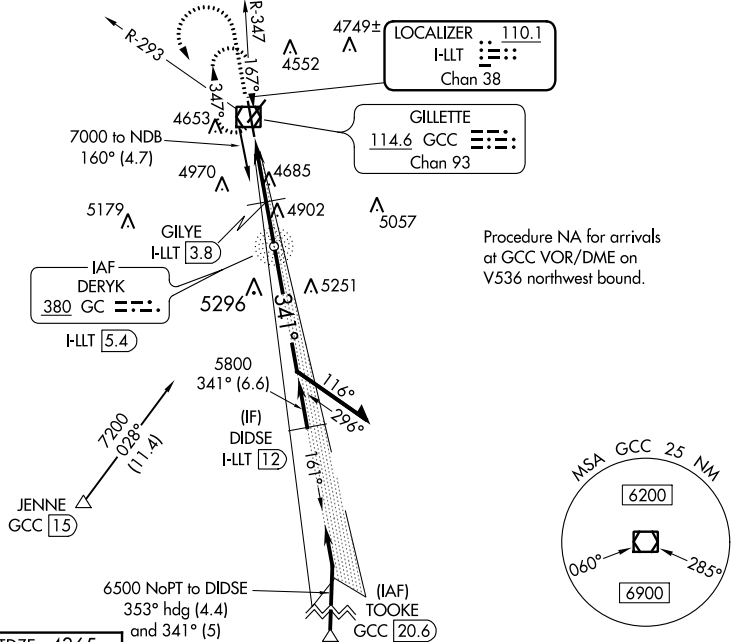 R-293
R-347
167°
347°
4552
4749±
LOCALIZER 110.1
I-LLT
Chan 38
4653
GILLETTE
114.6 GCC
Chan 93
7000 to NDB
160° (4.7)
4970
4685
4902
5179
5057
GILYE
I-LLT 3.8
Procedure NA for arrivals
at GCC VOR/DME on
V536 northwest bound.
IAF
DERYK
380 GC
I-LLT 5.4
5296
5251
341°
5800
341° (6.6)
116°
296°
(IF)
DIDSE
I-LLT 12
161°
7200
028°
(11.4)
JENNE
GCC 15
MSA GCC 25 NM
6200
060°
285°
6900
6500 NoPT to DIDSE
353° hdg (4.4)
and 341° (5)
(IAF)
TOOKE
GCC 20.6
TDZE 4365